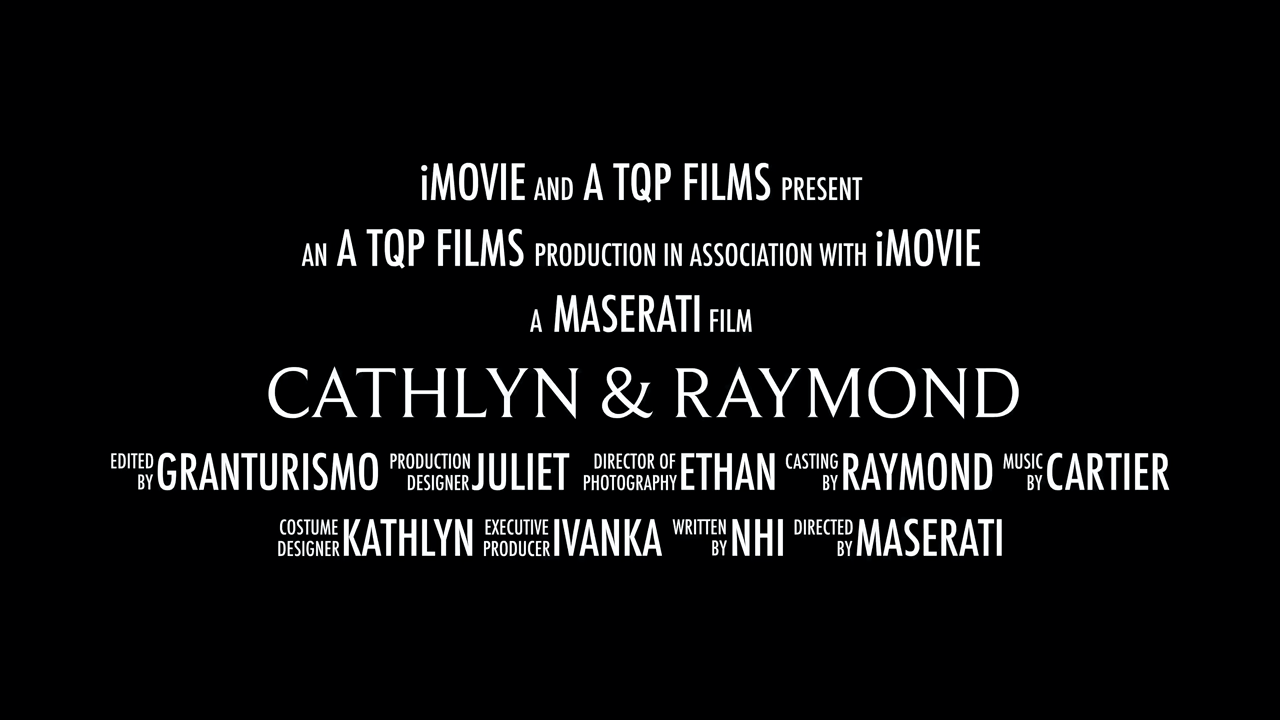 iMOVIE AND A TQP FILMS PRESENT
AN A TQP FILMS PRODUCTION IN ASSOCIATION WITH iMOVIE
A MASERATI FILM
CATHLYN & RAYMOND
EDITED BY GRANTURISMO PRODUCTION DESIGNER JULIET DIRECTOR OF PHOTOGRAPHY ETHAN CASTING BY RAYMOND MUSIC BY CARTIER
COSTUME DESIGNER KATHLYN EXECUTIVE PRODUCER IVANKA WRITTEN BY NHI DIRECTED BY MASERATI